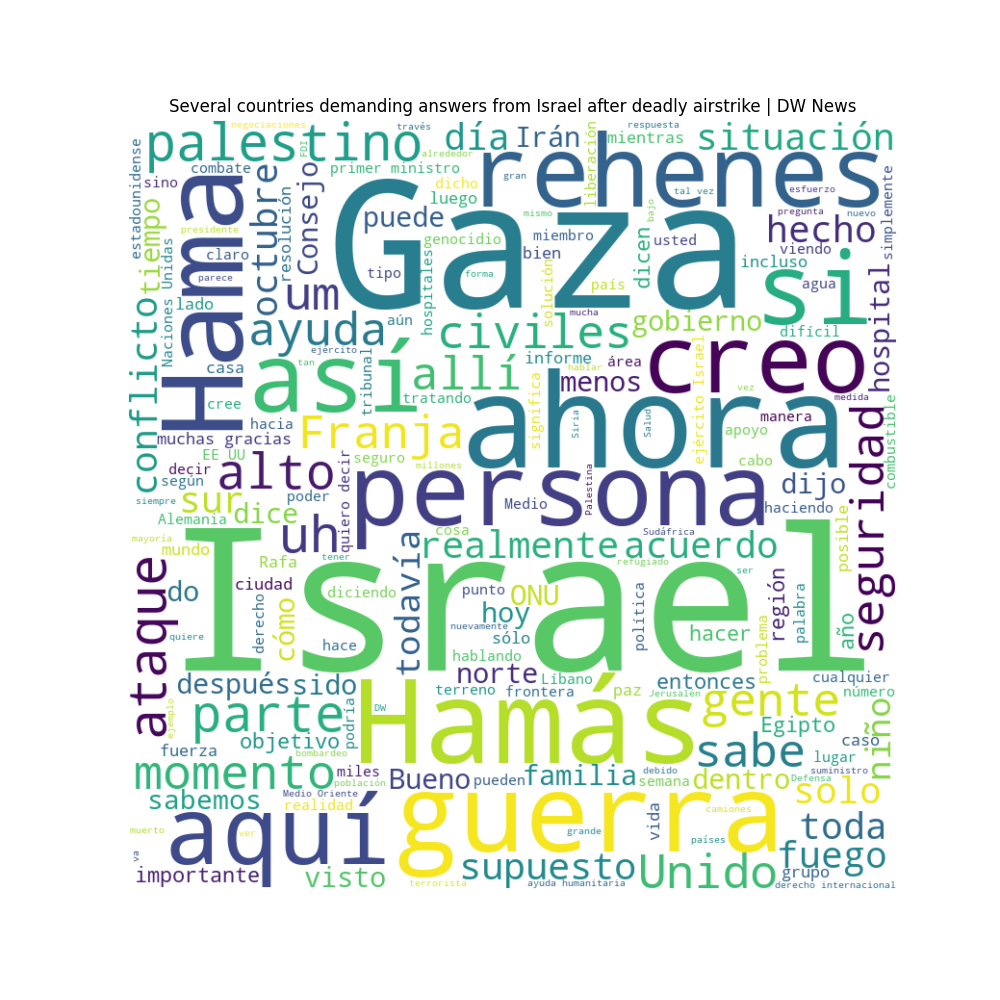 Several countries demanding answers from Israel after deadly airstrike | DW News
negociaciones
través
respuesta
palestino
día
Irán
mientras
situación
FDI
alrededor
combate
primer ministro
sino
dicho
gran
rehenes
liberación
tal vez
esfuerzo
estadounidense
tiempo
Hama
octubre
resolución
Consejo
luego
puede
Gaza
mismo
bajo
pregunta
nuevo
simplemente
hecho
presidente
claro
genocidio
miembro
usted
viendo
Naciones Unidas
parece
tipo
bien
dicen
incluso
si
forma
hospitales
solución
país
agua
lado
um
ayuda
aún
civiles
mucha
gobierno
difícil
hospital
conflicto
casa
ejército
así
tan
tribunal
allí
informe
área
creo
menos
hablar
ejército Israel
vez
medida
cree
tratando
significa
ahora
Siria
Salud
manera
combustible
hacia
muchas gracias
Franja
apoyo
EE UU
seguro
quiero decir
millones
cabo
decir
según
alto
persona
Medio
Palestina
dijo
haciendo
seguridad
siempre
sur
poder
Alemania
dice
uh
cosa
Sudáfrica
posible
mayoría
mundo
Rafa
tener
todavía
realmente
acuerdo
refugiado
ser
ataque
do
ciudad
diciendo
punto
ONU
Israel
región
palabra
año
derecho
cómo
hoy
política
quiere
hace
nuevamente
sólo
hacer
problema
hablando
norte
Líbano
después
sido
terreno
frontera
paz
Jerusalén
entonces
cualquier
número
ejemplo
parte
podría
DW
Hamás
gente
Egipto
niño
fuerza
objetivo
bombardeo
sabe
caso
lugar
momento
miles
población
Bueno
pueden
familia
debido
semana
dentro
Defensa
suministro
sabemos
Medio Oriente
realidad
solo
muerto
ver
aquí
guerra
grande
vida
camiones
países
toda
va
importante
visto
terrorista
supuesto
ayuda humanitaria
Unido
fuego
grupo
derecho internacional